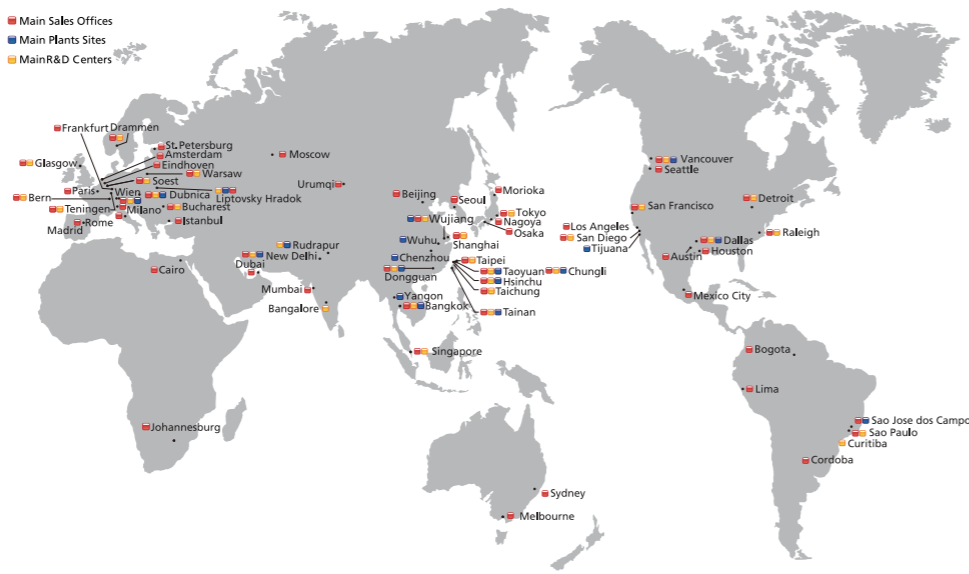 Main Sales Offices
Main Plants Sites
MainR&D Centers
Frankfurt
Drammen
St. Petersburg
Amsterdam
Eindhoven
Moscow
Glasgow
Warsaw
Soest
Urumqi
Paris
Wien
Dubnica
Liptovsky Hradok
Bern
Teningen
Milano
Bucharest
Madrid
Rome
Istanbul
Beijing
Seoul
Morioka
Tokyo
Nagoya
Osaka
Wujiang
Wuhu
Shanghai
Chenzhou
Dongguan
Taipei
Taoyuan
Chungli
Hsinchu
Taichung
Tainan
Rudrapur
New Delhi
Dubai
Cairo
Mumbai
Bangalore
Yangon
Bangkok
Singapore
Johannesburg
Sydney
Melbourne
Vancouver
Seattle
San Francisco
Detroit
Los Angeles
San Diego
Tijuana
Raleigh
Dallas
Houston
Austin
Mexico City
Bogota
Lima
Sao Jose dos Campo
Sao Paulo
Curitiba
Cordoba